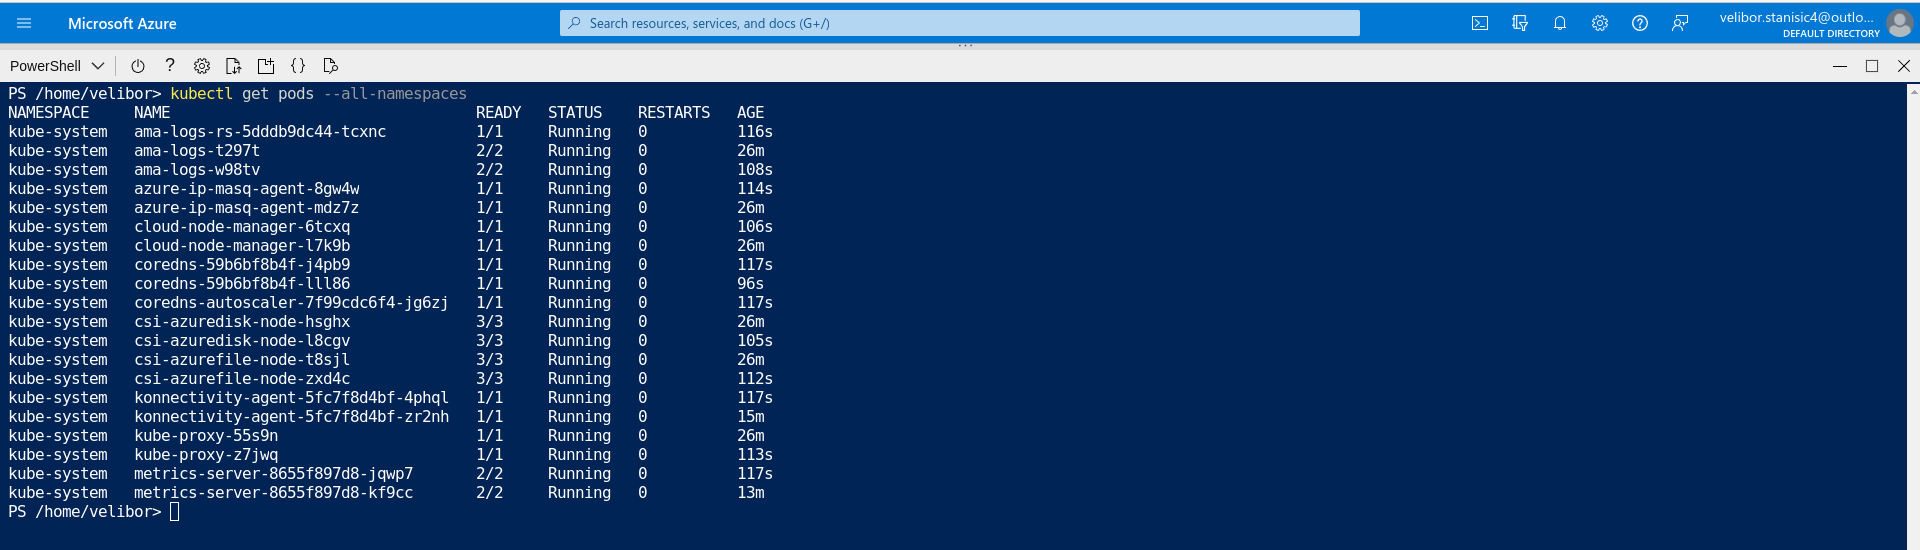 Microsoft Azure
Search resources, services, and docs (G+/)
velibor.stanisic4@outlo...
DEFAULT DIRECTORY
PowerShell
PS /home/velibor> kubectl get pods --all-namespaces
NAMESPACE NAME READY STATUS RESTARTS AGE
kube-system ama-logs-rs-5dddb9dc44-tcxnc 1/1 Running 0 116s
kube-system ama-logs-t297t 2/2 Running 0 26m
kube-system ama-logs-w98tv 2/2 Running 0 108s
kube-system azure-ip-masq-agent-8gw4w 1/1 Running 0 114s
kube-system azure-ip-masq-agent-mdz7z 1/1 Running 0 26m
kube-system cloud-node-manager-6tcxq 1/1 Running 0 106s
kube-system cloud-node-manager-l7k9b 1/1 Running 0 26m
kube-system coredns-59b6bf8b4f-j4pb9 1/1 Running 0 117s
kube-system coredns-59b6bf8b4f-lll86 1/1 Running 0 96s
kube-system coredns-autoscaler-7f99cdc6f4-jg6zj 1/1 Running 0 117s
kube-system csi-azuredisk-node-hsghx 3/3 Running 0 26m
kube-system csi-azuredisk-node-l8cgv 3/3 Running 0 105s
kube-system csi-azurefile-node-t8sjl 3/3 Running 0 26m
kube-system csi-azurefile-node-zxd4c 3/3 Running 0 112s
kube-system konnectivity-agent-5fc7f8d4bf-4phql 1/1 Running 0 117s
kube-system konnectivity-agent-5fc7f8d4bf-zr2nh 1/1 Running 0 15m
kube-system kube-proxy-55s9n 1/1 Running 0 26m
kube-system kube-proxy-z7jwq 1/1 Running 0 113s
kube-system metrics-server-8655f897d8-jqwp7 2/2 Running 0 117s
kube-system metrics-server-8655f897d8-kf9cc 2/2 Running 0 13m
PS /home/velibor>